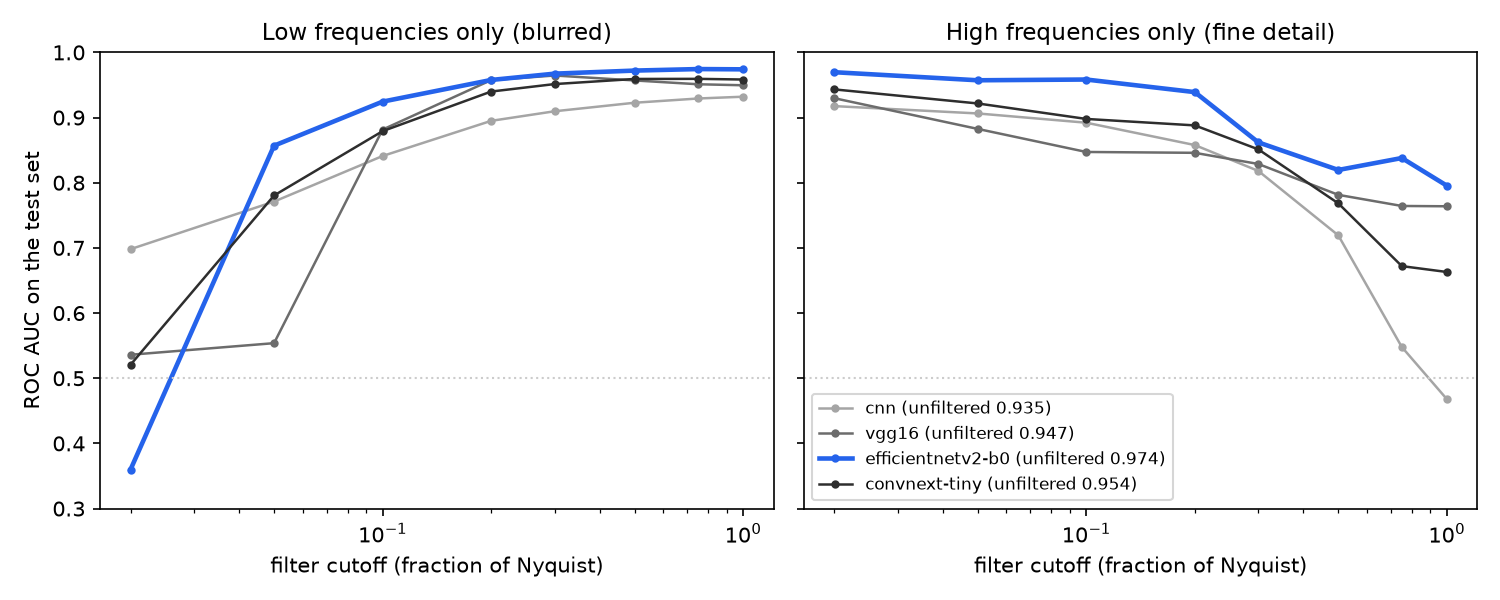 Low frequencies only (blurred)
High frequencies only (fine detail)
ROC AUC on the test set
1.0
0.9
0.8
0.7
0.6
0.5
0.4
0.3
10⁻¹
10⁰
filter cutoff (fraction of Nyquist)
cnn (unfiltered 0.935)
vgg16 (unfiltered 0.947)
efficientnetv2-b0 (unfiltered 0.974)
convnext-tiny (unfiltered 0.954)
10⁻¹
10⁰
filter cutoff (fraction of Nyquist)